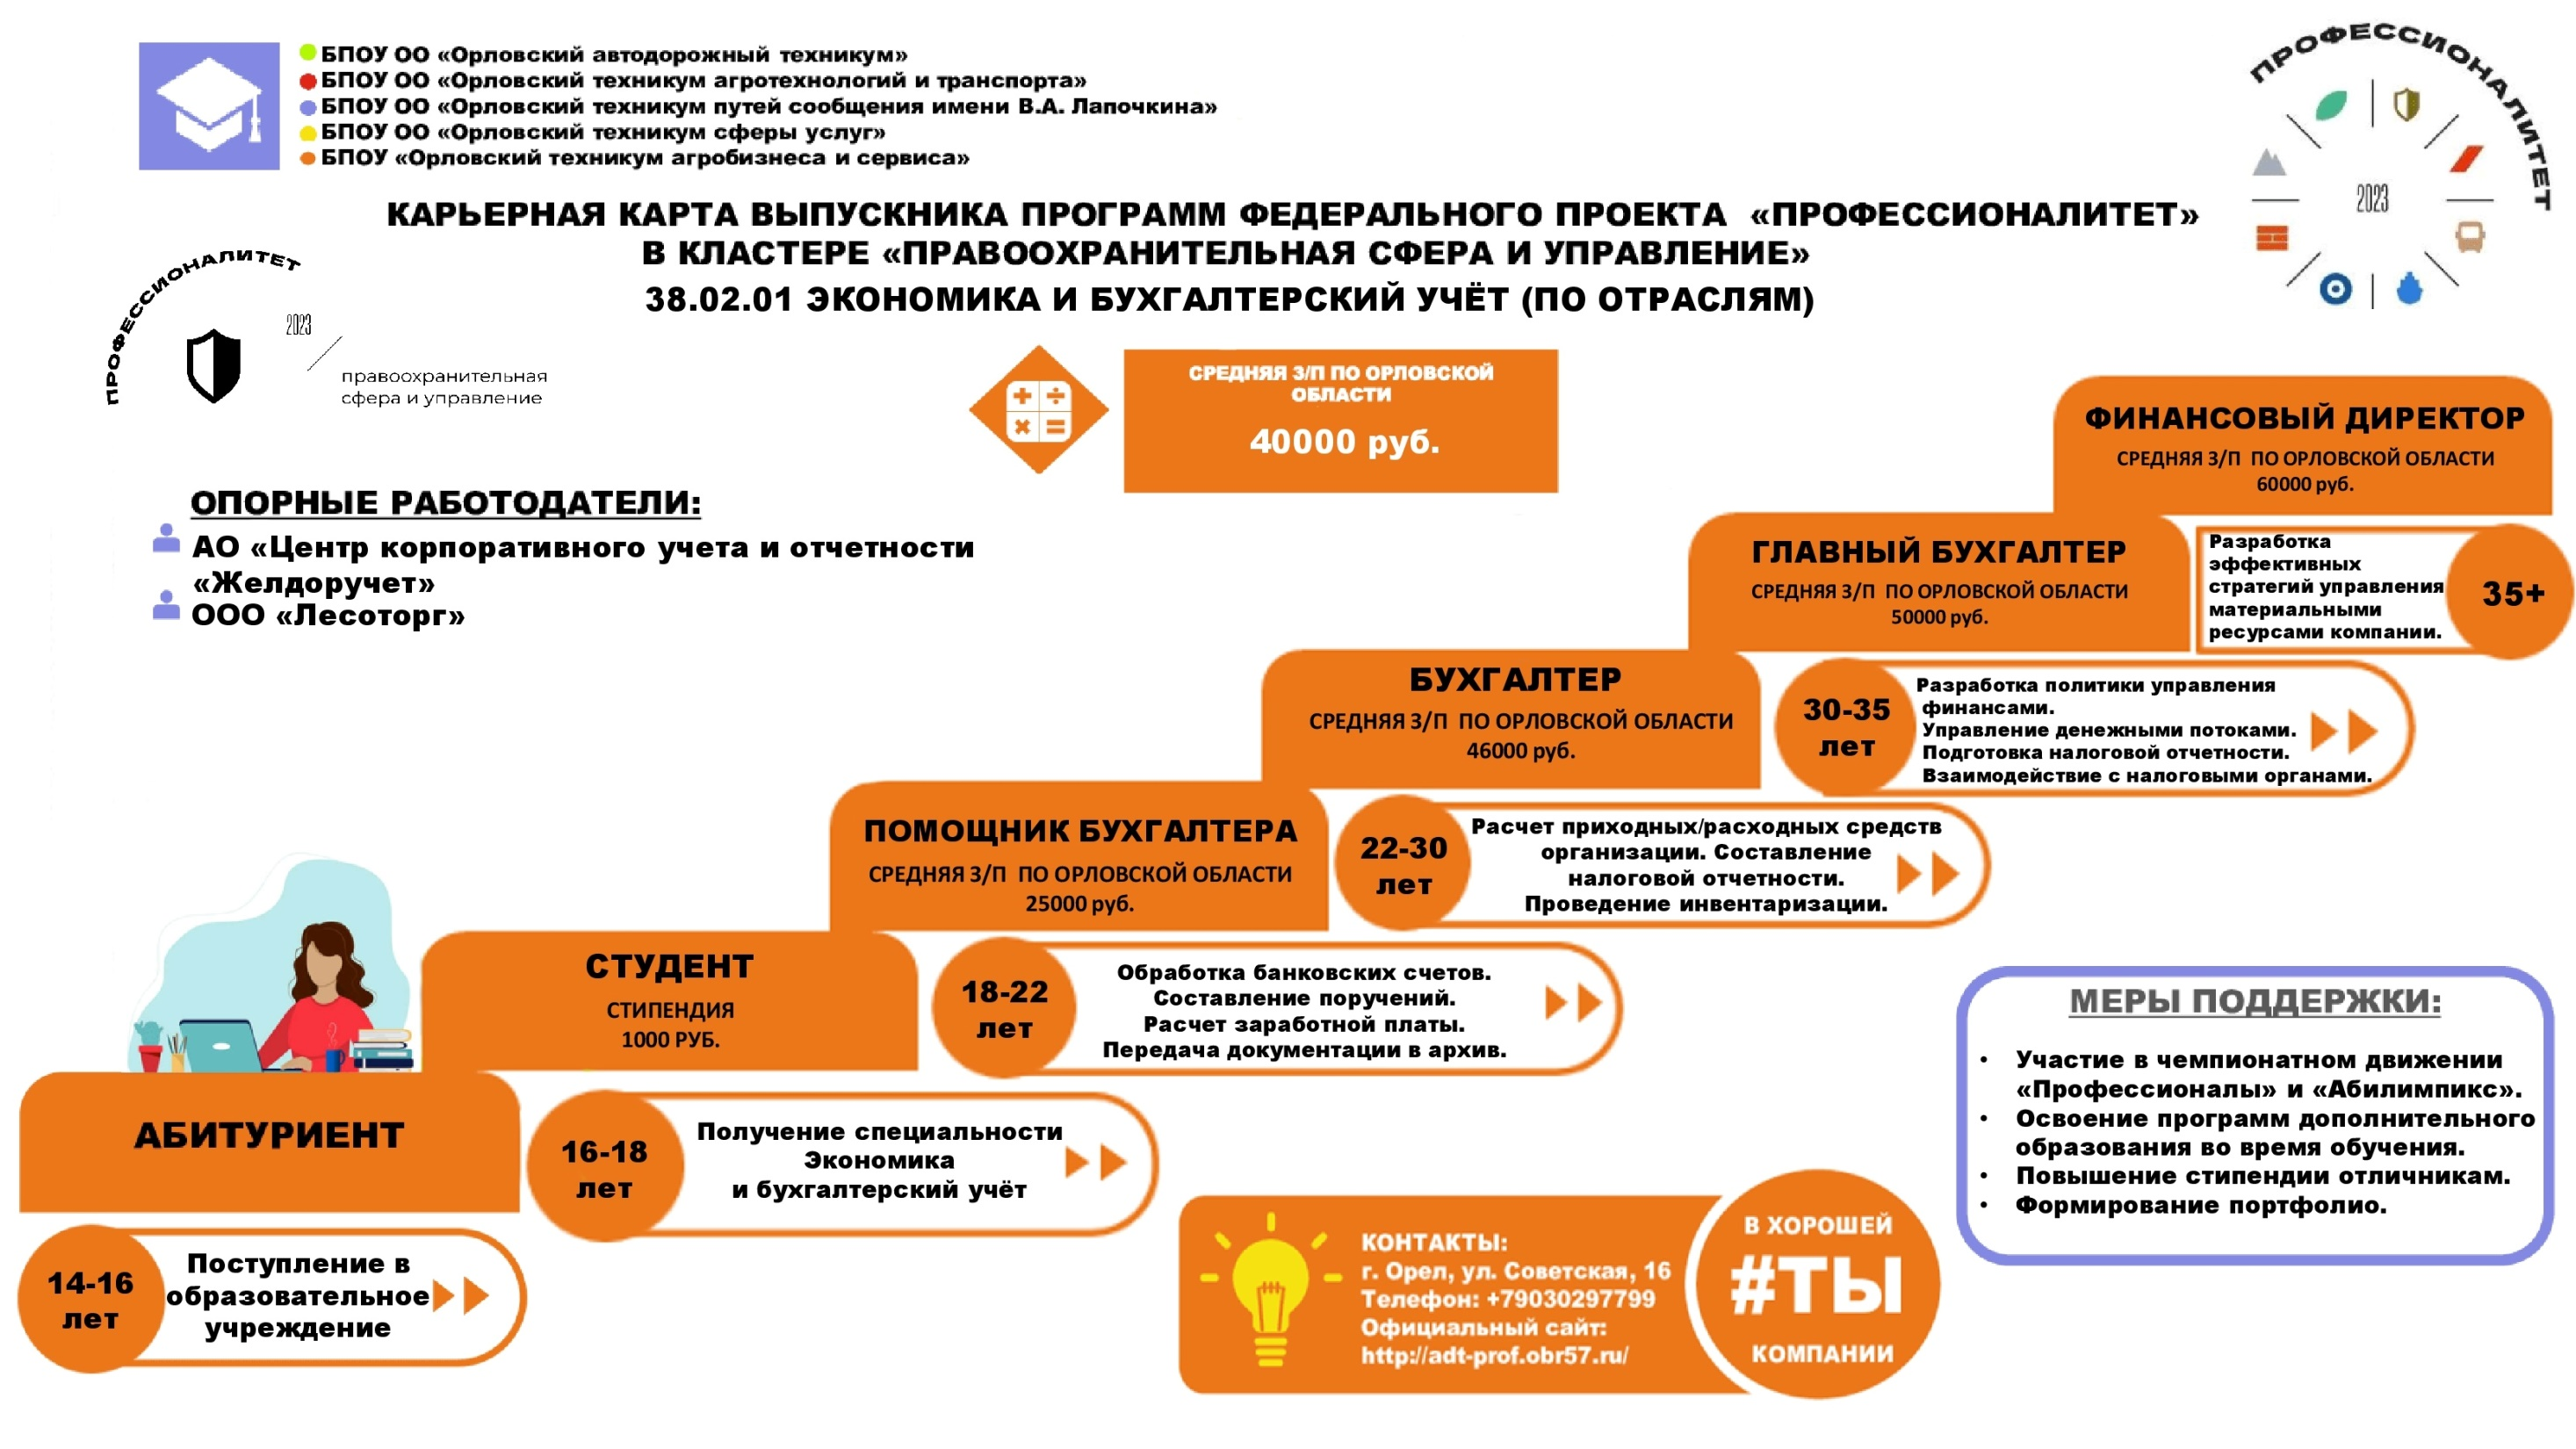 БПОУ ОО «Орловский автодорожный техникум»
БПОУ ОО «Орловский техникум агротехнологий и транспорта»
БПОУ ОО «Орловский техникум путей сообщения имени В.А. Лапочкина»
БПОУ ОО «Орловский техникум сферы услуг»
БПОУ «Орловский техникум агробизнеса и сервиса»
ПРОФЕССИОНАЛИТЕТ
2023
КАРЬЕРНАЯ КАРТА ВЫПУСКНИКА ПРОГРАММ ФЕДЕРАЛЬНОГО ПРОЕКТА «ПРОФЕССИОНАЛИТЕТ»
В КЛАСТЕРЕ «ПРАВООХРАНИТЕЛЬНАЯ СФЕРА И УПРАВЛЕНИЕ»
38.02.01 ЭКОНОМИКА И БУХГАЛТЕРСКИЙ УЧЁТ (ПО ОТРАСЛЯМ)
ПРОФЕССИОНАЛИТЕТ
2023
правоохранительная
сфера и управление
СРЕДНЯЯ З/П ПО ОРЛОВСКОЙ
ОБЛАСТИ
40000 руб.
ОПОРНЫЕ РАБОТОДАТЕЛИ:
АО «Центр корпоративного учета и отчетности
«Желдоручет»
ООО «Лесоторг»
ФИНАНСОВЫЙ ДИРЕКТОР
СРЕДНЯЯ З/П ПО ОРЛОВСКОЙ ОБЛАСТИ
60000 руб.
Разработка
эффективных
стратегий управления
материальными
ресурсами компании.
35+
ГЛАВНЫЙ БУХГАЛТЕР
СРЕДНЯЯ З/П ПО ОРЛОВСКОЙ ОБЛАСТИ
50000 руб.
30-35
лет
Разработка политики управления
финансами.
Управление денежными потоками.
Подготовка налоговой отчетности.
Взаимодействие с налоговыми органами.
БУХГАЛТЕР
СРЕДНЯЯ З/П ПО ОРЛОВСКОЙ ОБЛАСТИ
46000 руб.
22-30
лет
Расчет приходных/расходных средств
организации. Составление
налоговой отчетности.
Проведение инвентаризации.
ПОМОЩНИК БУХГАЛТЕРА
СРЕДНЯЯ З/П ПО ОРЛОВСКОЙ ОБЛАСТИ
25000 руб.
18-22
лет
Обработка банковских счетов.
Составление поручений.
Расчет заработной платы.
Передача документации в архив.
СТУДЕНТ
СТИПЕНДИЯ
1000 РУБ.
16-18
лет
Получение специальности
Экономика
и бухгалтерский учёт
АБИТУРИЕНТ
14-16
лет
Поступление в
образовательное
учреждение
МЕРЫ ПОДДЕРЖКИ:
• Участие в чемпионатном движении
«Профессионалы» и «Абилимпикс».
• Освоение программ дополнительного
образования во время обучения.
• Повышение стипендии отличникам.
• Формирование портфолио.
КОНТАКТЫ:
г. Орел, ул. Советская, 16
Телефон: +79030297799
Официальный сайт:
http://adt-prof.obr57.ru/
В ХОРОШЕЙ
#ТЫ
КОМПАНИИ